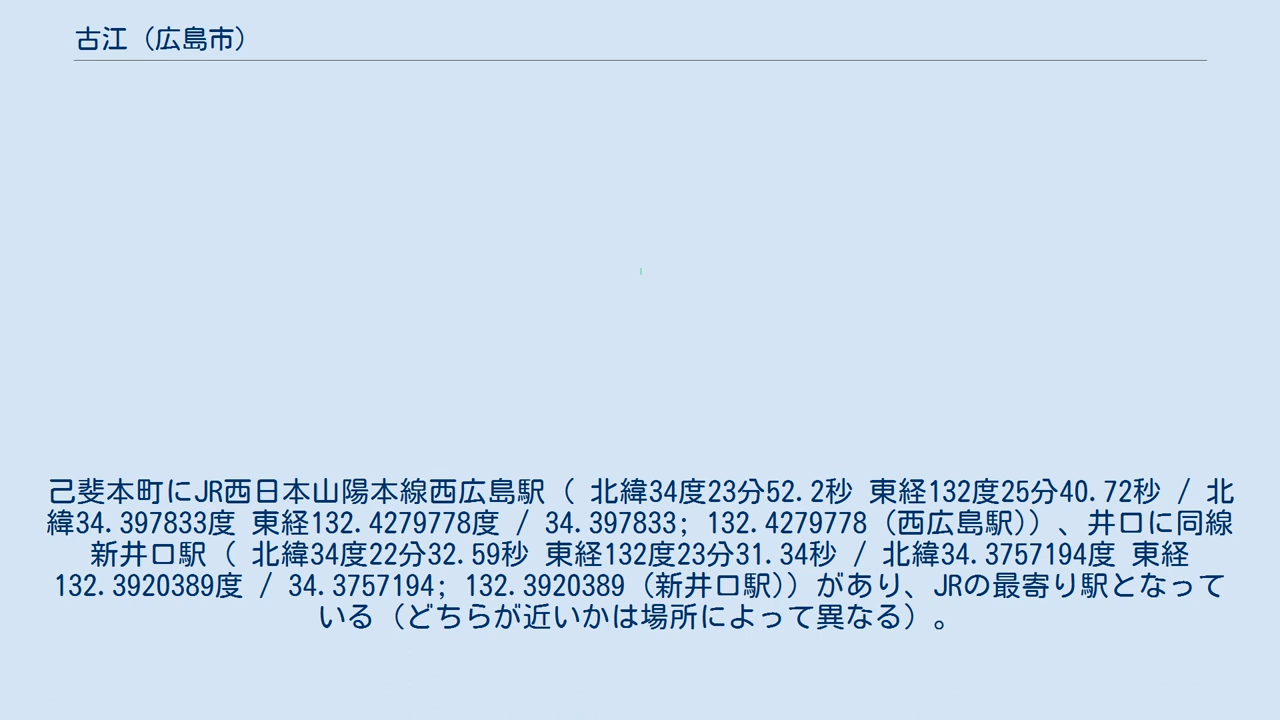 古江（広島市）
己斐本町にJR西日本山陽本線西広島駅（ 北緯34度23分52.2秒 東経132度25分40.72秒 / 北
緯34.397833度 東経132.4279778度 / 34.397833; 132.4279778（西広島駅））、井口に同線
新井口駅（ 北緯34度22分32.59秒 東経132度23分31.34秒 / 北緯34.3757194度 東経
132.3920389度 / 34.3757194; 132.3920389（新井口駅））があり、JRの最寄り駅となって
いる（どちらが近いかは場所によって異なる）。